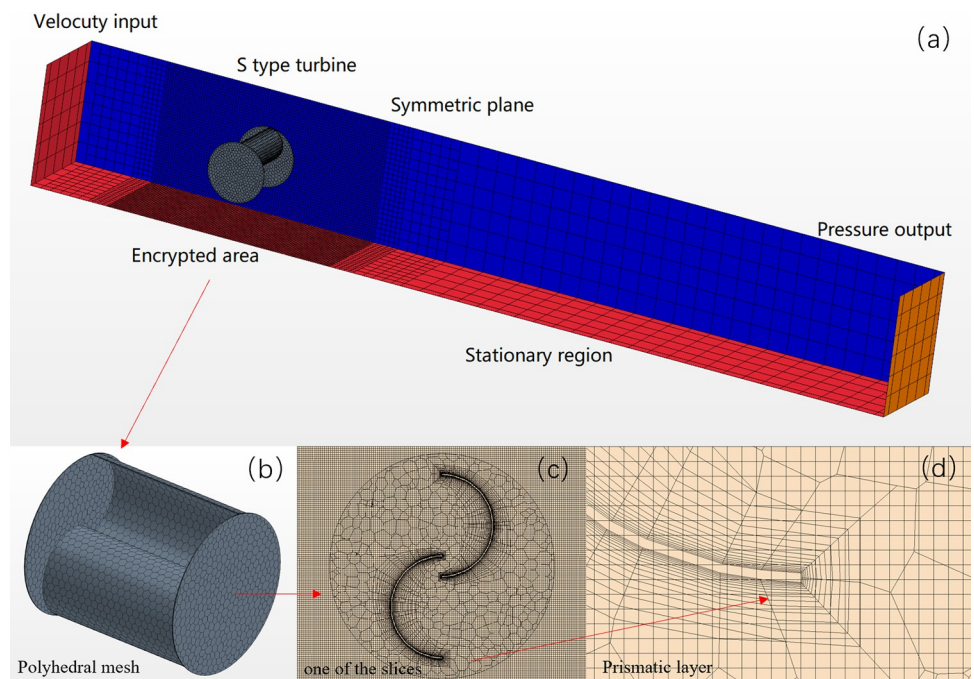 Velocuty input
(a)
S type turbine
Symmetric plane
Pressure output
Encrypted area
Stationary region
(b)
(c)
(d)
Polyhedral mesh
one of the slices
Prismatic layer